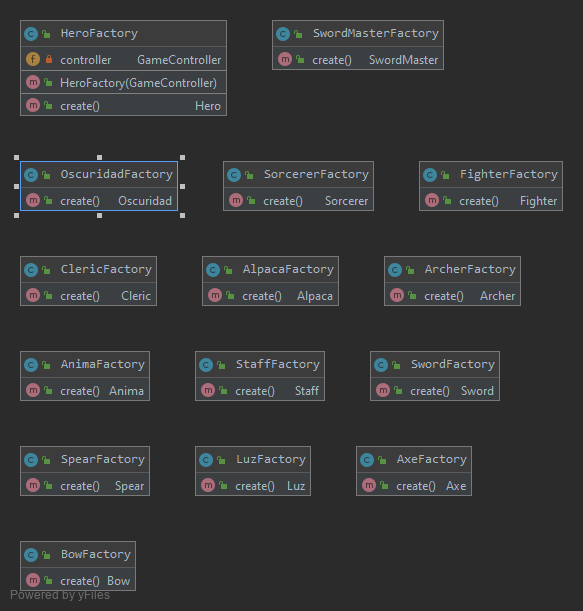 HeroFactory
controller GameController
HeroFactory(GameController)
create() Hero
SwordMasterFactory
create() SwordMaster
OscuridadFactory
create() Oscuridad
SorcererFactory
create() Sorcerer
FighterFactory
create() Fighter
ClericFactory
create() Cleric
AlpacaFactory
create() Alpaca
ArcherFactory
create() Archer
AnimaFactory
create() Anima
StaffFactory
create() Staff
SwordFactory
create() Sword
SpearFactory
create() Spear
LuzFactory
create() Luz
AxeFactory
create() Axe
BowFactory
create() Bow
Powered by yFiles